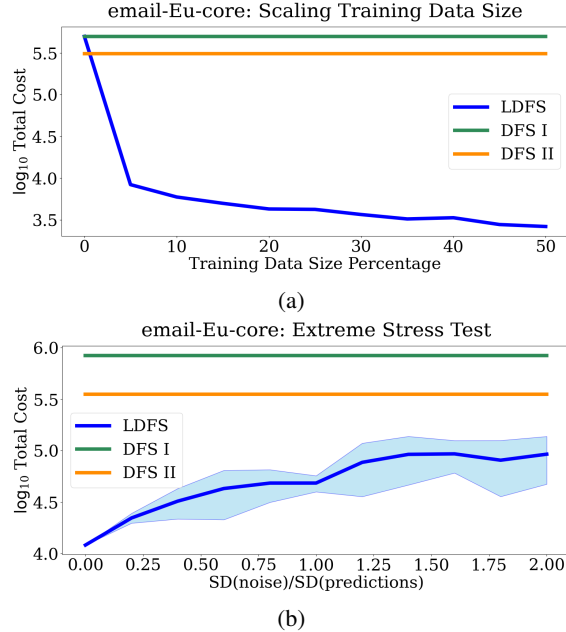 email-Eu-core: Scaling Training Data Size
log₁₀ Total Cost
5.5
5.0
4.5
4.0
3.5
LDFS
DFS I
DFS II
0
10
20
30
40
50
Training Data Size Percentage
(a)
email-Eu-core: Extreme Stress Test
log₁₀ Total Cost
6.0
5.5
5.0
4.5
4.0
LDFS
DFS I
DFS II
0.00
0.25
0.50
0.75
1.00
1.25
1.50
1.75
2.00
SD(noise)/SD(predictions)
(b)